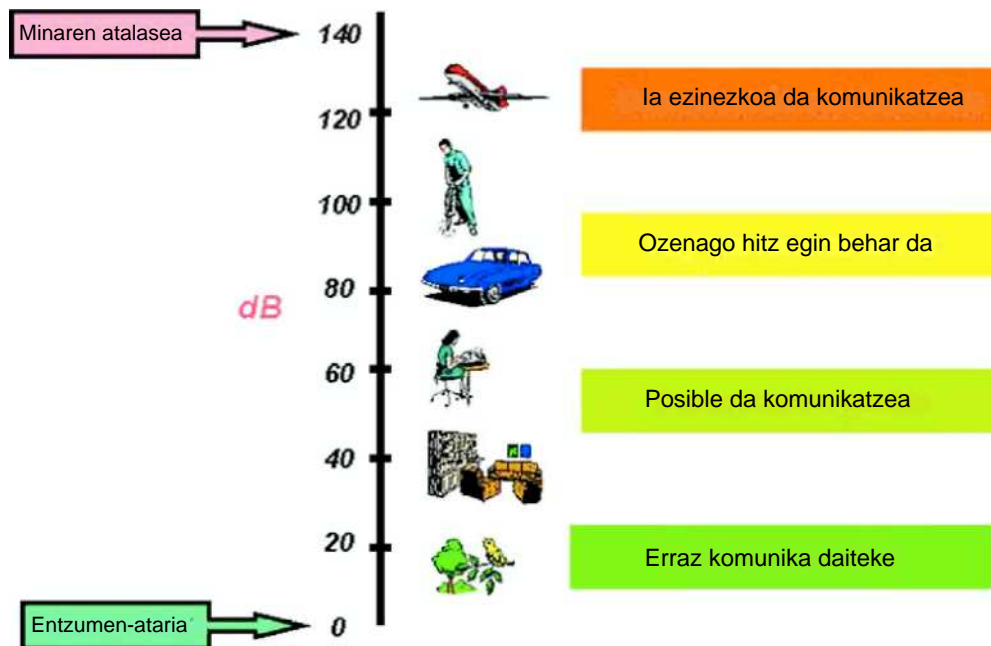 Minaren atalasea
140
Ia ezinezkoa da komunikatzea
120
100
Ozenago hitz egin behar da
80
dB
60
Posible da komunikatzea
40
20
Erraz komunika daiteke
Entzumen-ataria
0